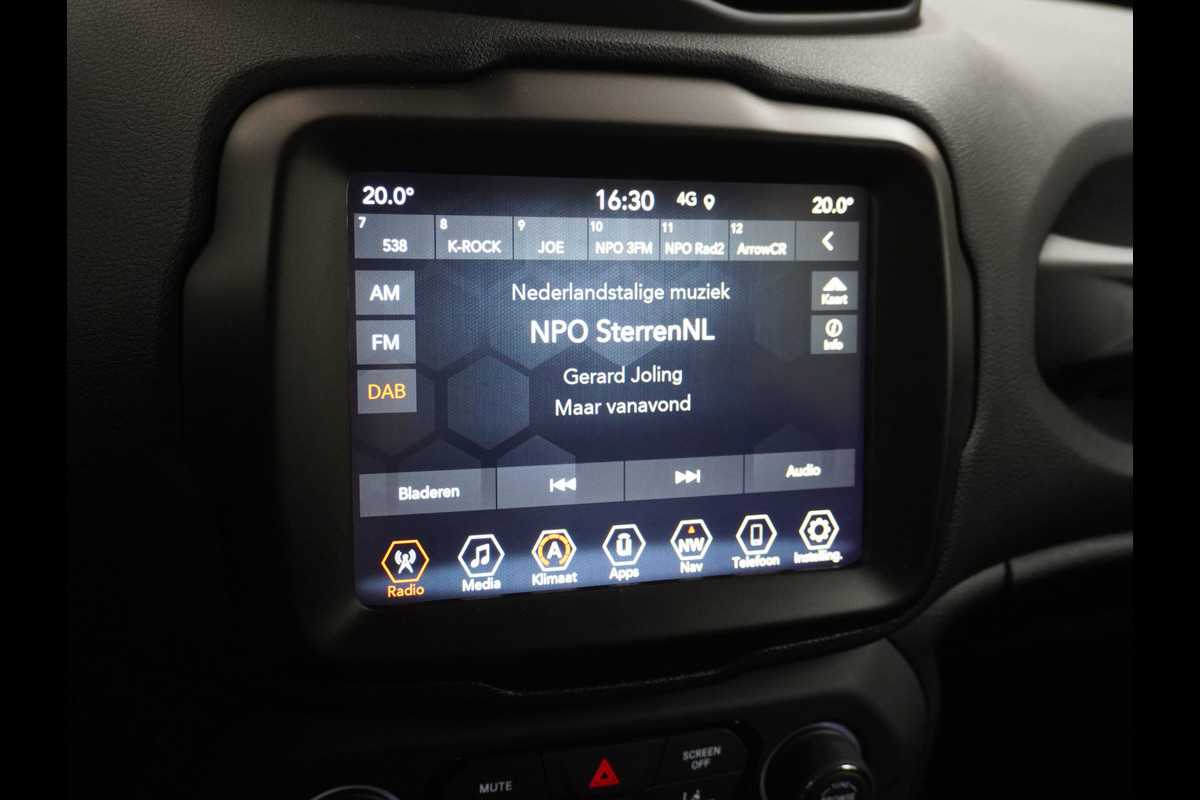 20.0° 16:30 4G 20.0°
7 8 9 10 11 12
538 K-ROCK JOE NPO 3FM NPO Rad2 ArrowCR
AM
FM
DAB
Nederlandstalige muziek
NPO SterrenNL
Gerard Joling
Maar vanavond
Kaart
Info
Bladeren Audio
A ū NW
Radio Media Klimaat Apps Nav Telefoon Instelling.
MUTE
SCREEN
OFF